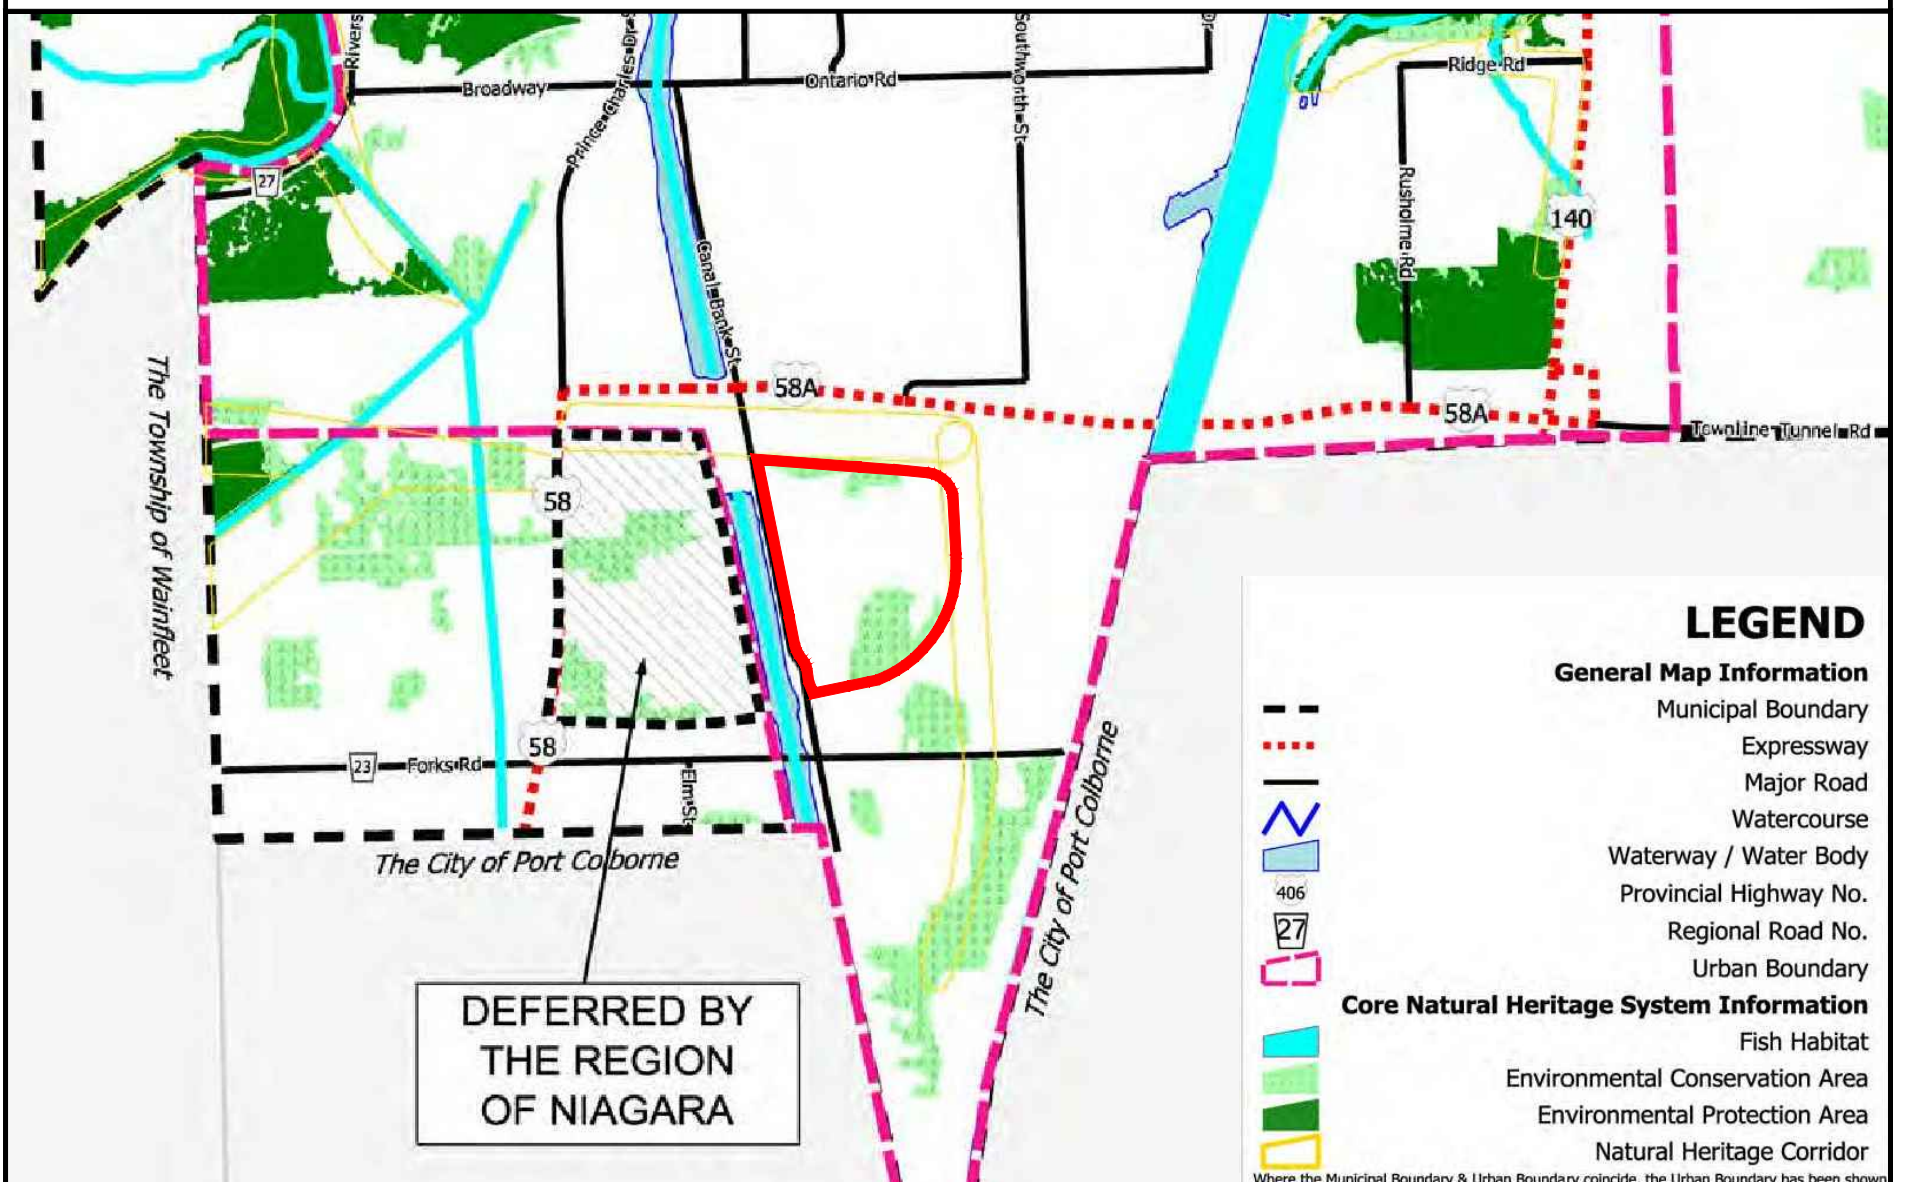 Rivers
Broadway
Prince Charles Dr S
Ontario Rd
Southworth St
Dr
Ridge Rd
27
140
Rusholme Rd
Canal Bank St
58A
58A
Townline Tunnel Rd
The Township of Wainfleet
58
58
23
Forks Rd
Elm St
The City of Port Colborne
The City of Port Colborne
DEFERRED BY
THE REGION
OF NIAGARA
LEGEND
General Map Information
Municipal Boundary
Expressway
Major Road
Watercourse
Waterway / Water Body
406
Provincial Highway No.
27
Regional Road No.
Urban Boundary
Core Natural Heritage System Information
Fish Habitat
Environmental Conservation Area
Environmental Protection Area
Natural Heritage Corridor
Where the Municipal Boundary & Urban Boundary coincide, the Urban Boundary has been shown